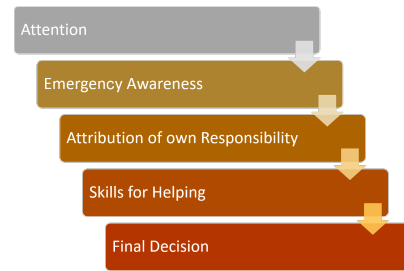 Attention
Emergency Awareness
Attribution of own Responsibility
Skills for Helping
Final Decision